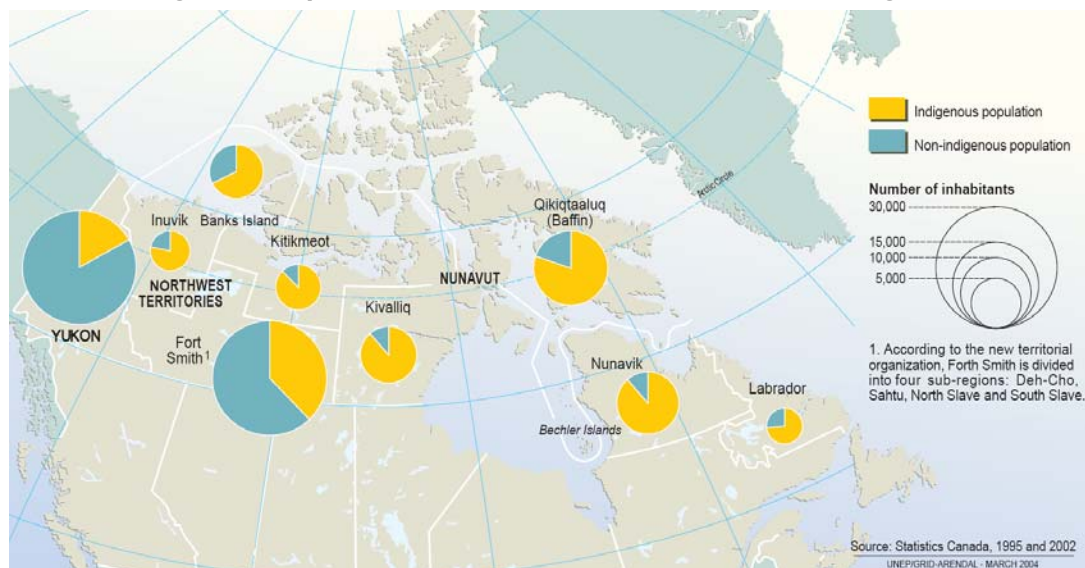 Indigenous population
Non-indigenous population
Number of inhabitants
30,000
15,000
10,000
5,000
Arctic Circle
Qikiqtaaluq
(Baffin)
Inuvik
Banks Island
Kitikmeot
NORTHWEST
TERRITORIES
NUNAVUT
YUKON
Kivalliq
Fort
Smith1
Nunavik
Labrador
Bechler Islands
1. According to the new territorial
organization, Forth Smith is divided
into four sub-regions: Deh-Cho,
Sahtu, North Slave and South Slave.
Source: Statistics Canada, 1995 and 2002
UNEP/GRID-ARENDAL - MARCH 2004